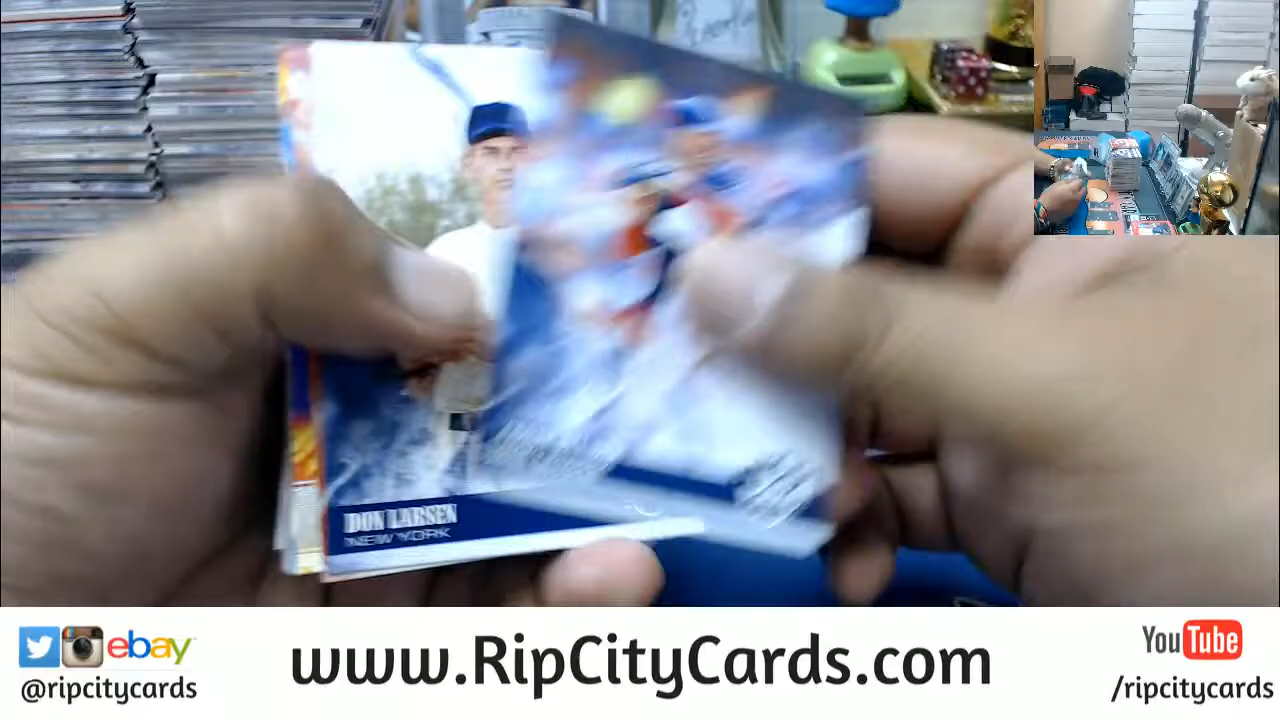 DON LARSEN
NEW YORK
ebay
@ripcitycards
www.RipCityCards.com
YouTube
/ripcitycards